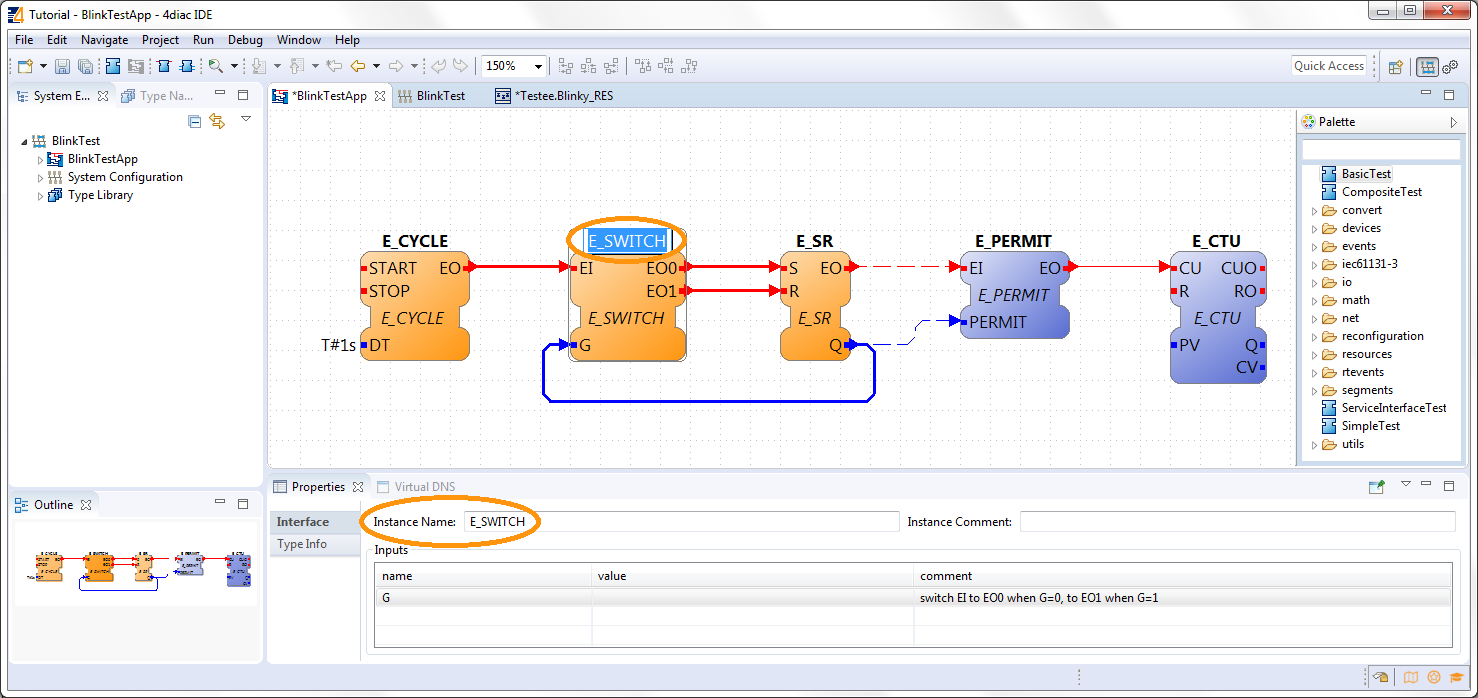 Tutorial - BlinkTestApp - 4diac IDE
File Edit Navigate Project Run Debug Window Help
150%
Quick Access
System E...
Type Na...
BlinkTest
BlinkTestApp
System Configuration
Type Library
*BlinkTestApp
BlinkTest
*Testee.Blinky_RES
E_CYCLE
START EO
STOP
E_CYCLE
T#1s DT
E_SWITCH
EI EO0
EO1
E_SWITCH
G
E_SR
S EO
R
E_SR
Q
E_PERMIT
EI EO
E_PERMIT
PERMIT
E_CTU
CU CUO
R RO
E_CTU
PV Q
CV
Palette
BasicTest
CompositeTest
convert
devices
events
iec61131-3
io
math
net
reconfiguration
resources
rtevents
segments
ServiceInterfaceTest
SimpleTest
utils
Outline
Properties
Virtual DNS
Interface
Type Info
Instance Name: E_SWITCH
Instance Comment:
Inputs
name value comment
G switch EI to EO0 when G=0, to EO1 when G=1